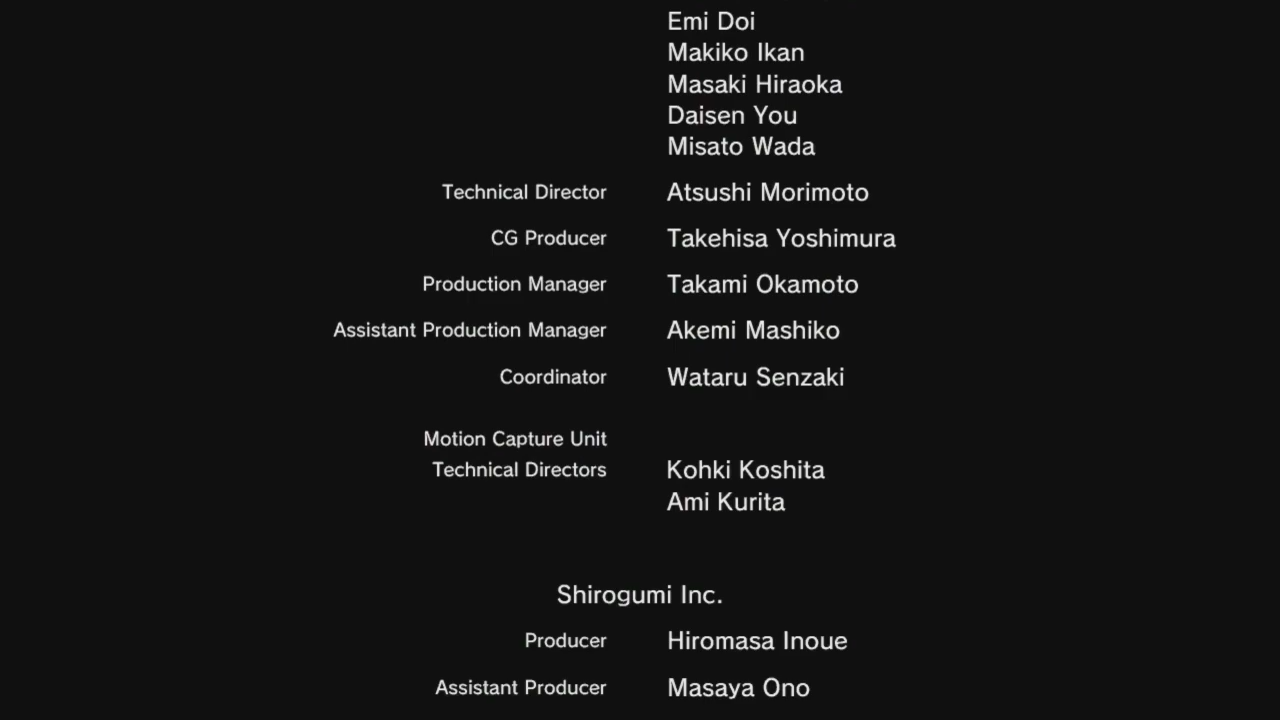 Emi Doi
Makiko Ikan
Masaki Hiraoka
Daisen You
Misato Wada
Technical Director Atsushi Morimoto
CG Producer Takehisa Yoshimura
Production Manager Takami Okamoto
Assistant Production Manager Akemi Mashiko
Coordinator Wataru Senzaki
Motion Capture Unit
Technical Directors Kohki Koshita
Ami Kurita
Shirogumi Inc.
Producer Hiromasa Inoue
Assistant Producer Masaya Ono